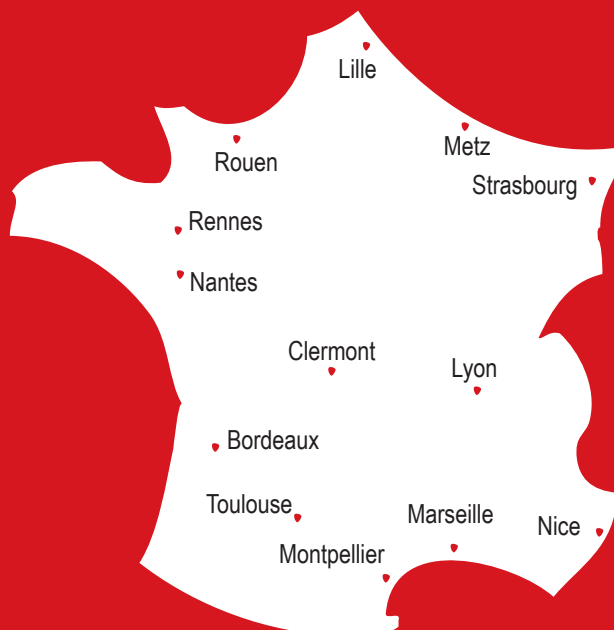 Lille
Metz
Rouen
Strasbourg
Rennes
Nantes
Clermont
Lyon
Bordeaux
Toulouse
Marseille
Nice
Montpellier